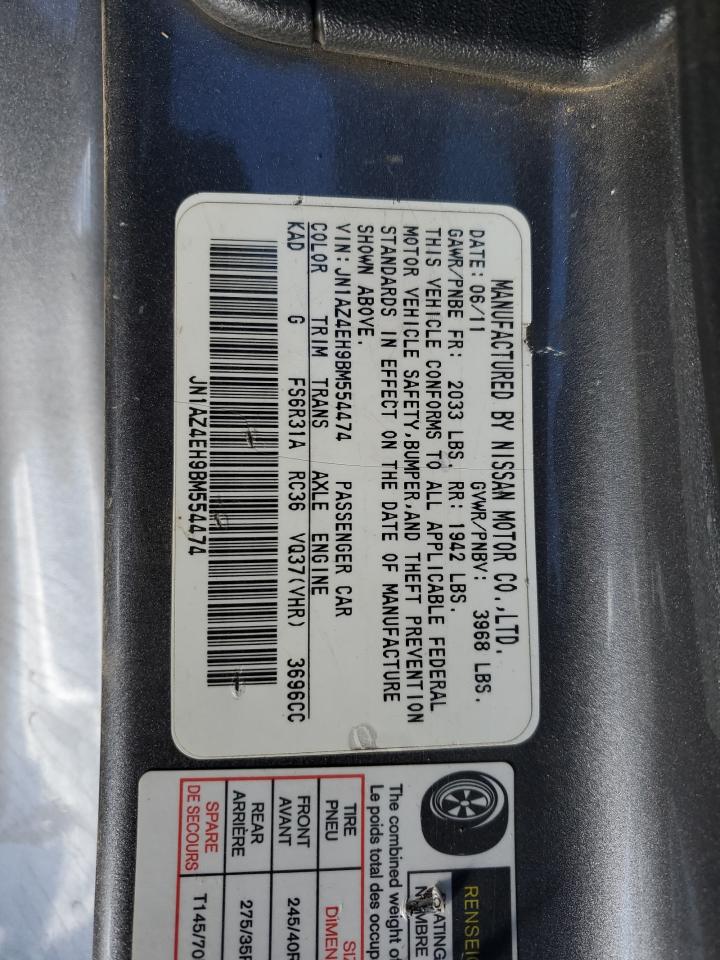 MANUFACTURED BY NISSAN MOTOR CO.,LTD.
DATE: 06/11 GVWR/PNBV: 3968 LBS.
GAWR/PNBE FR: 2033 LBS. RR: 1942 LBS.
THIS VEHICLE CONFORMS TO ALL APPLICABLE FEDERAL
MOTOR VEHICLE SAFETY,BUMPER,AND THEFT PREVENTION
STANDARDS IN EFFECT ON THE DATE OF MANUFACTURE
SHOWN ABOVE.
VIN: JN1AZ4EH9BM554474 PASSENGER CAR
COLOR TRIM TRANS AXLE ENGINE
KAD G FS6R31A RC36 VQ37(VHR) 3696CC
JN1AZ4EH9BM554474
The combined weight of
Le poids total des occup
TIRE
PNEU
DIMEN
FRONT
AVANT
245/40R
REAR
ARRIÈRE
275/35R
SPARE
DE SECOURS
T145/70